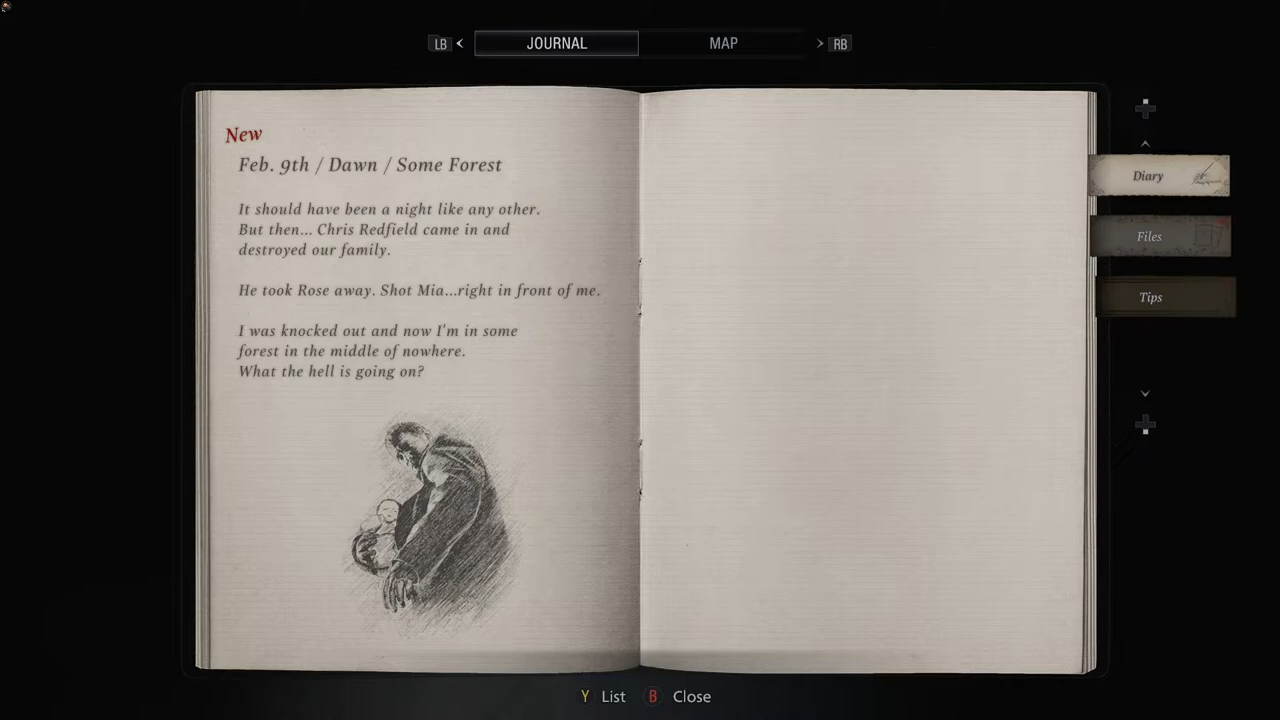 LB < JOURNAL MAP > RB
New
Feb. 9th / Dawn / Some Forest
It should have been a night like any other.
But then... Chris Redfield came in and
destroyed our family.
He took Rose away. Shot Mia...right in front of me.
I was knocked out and now I'm in some
forest in the middle of nowhere.
What the hell is going on?
Diary
Files
Tips
Y List B Close